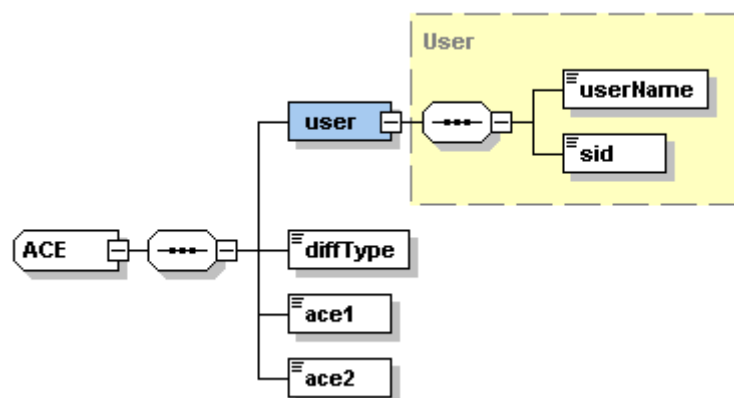 User
userName
user
sid
ACE
diffType
ace1
ace2